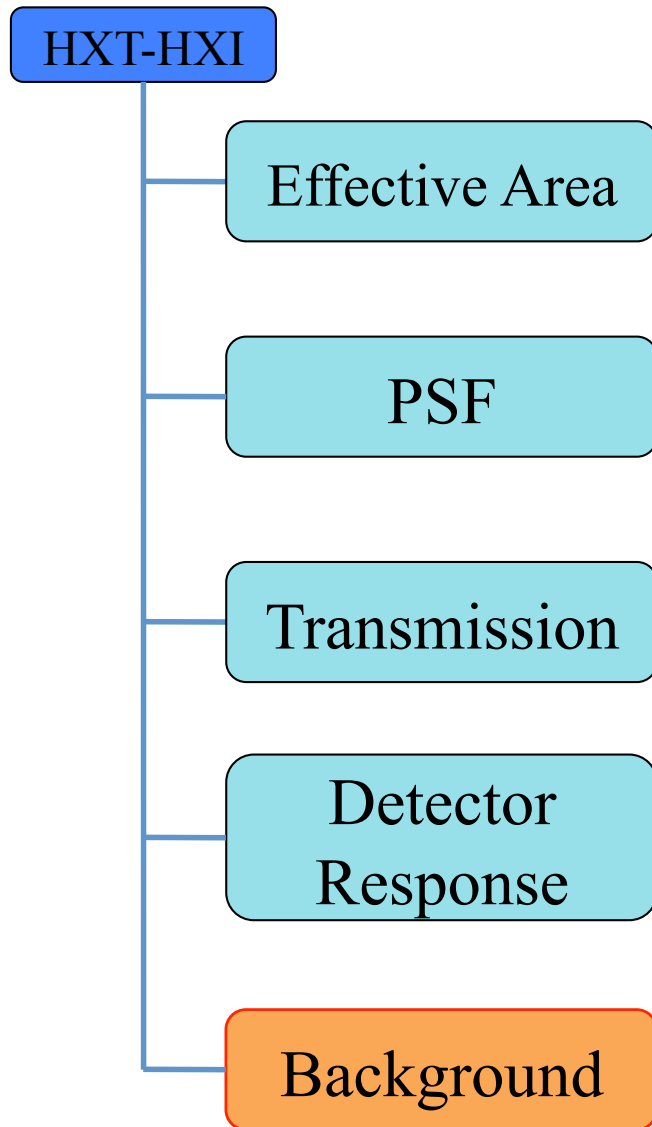 HXT-HXI
Effective Area
PSF
Transmission
Detector
Response
Background